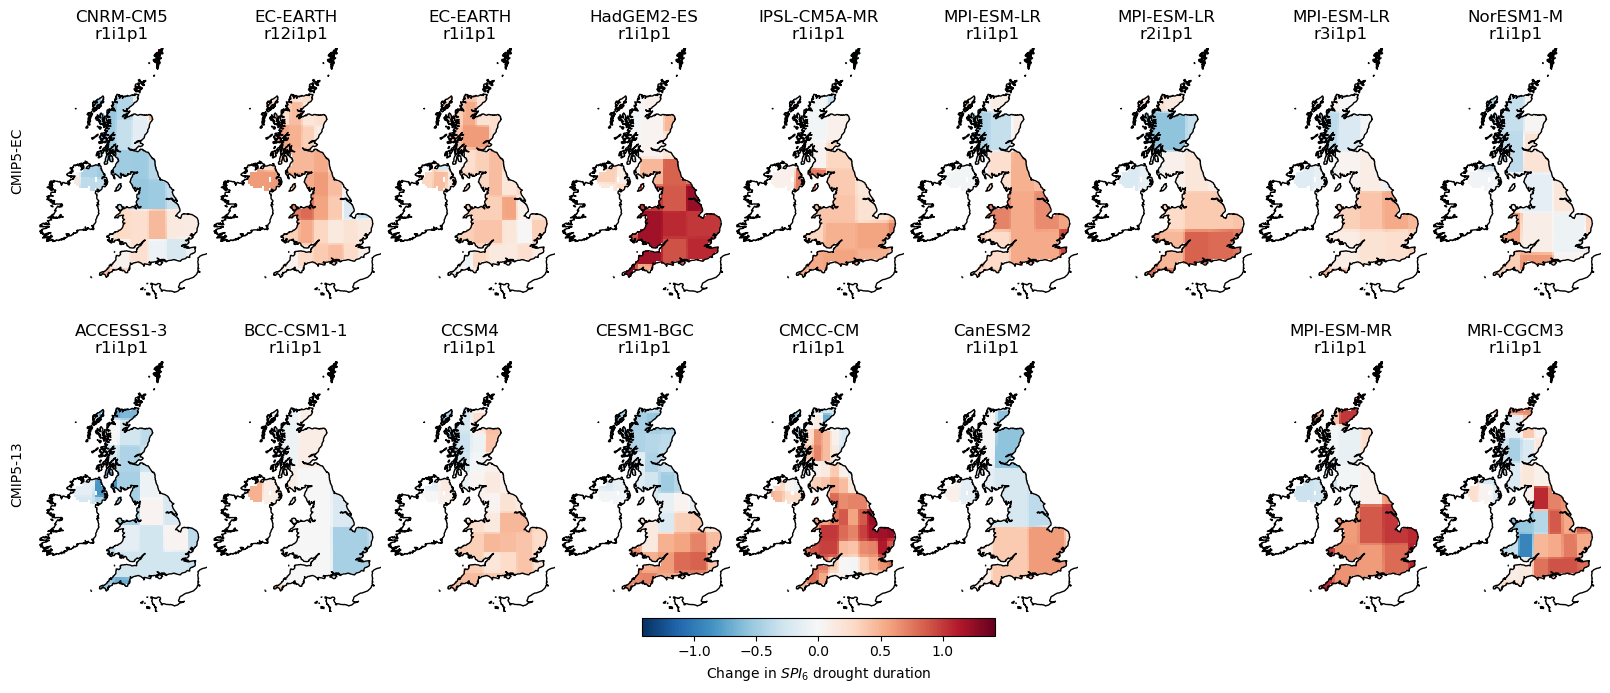 CNRM-CM5 EC-EARTH EC-EARTH HadGEM2-ES IPSL-CM5A-MR MPI-ESM-LR MPI-ESM-LR MPI-ESM-LR NorESM1-M
r1i1p1 r12i1p1 r1i1p1 r1i1p1 r1i1p1 r1i1p1 r2i1p1 r3i1p1 r1i1p1
CMIP5-EC
ACCESS1-3 BCC-CSM1-1 CCSM4 CESM1-BGC CMCC-CM CanESM2 MPI-ESM-MR MRI-CGCM3
r1i1p1 r1i1p1 r1i1p1 r1i1p1 r1i1p1 r1i1p1 r1i1p1 r1i1p1
CMIP5-13
−1.0 −0.5 0.0 0.5 1.0
Change in SPI₆ drought duration